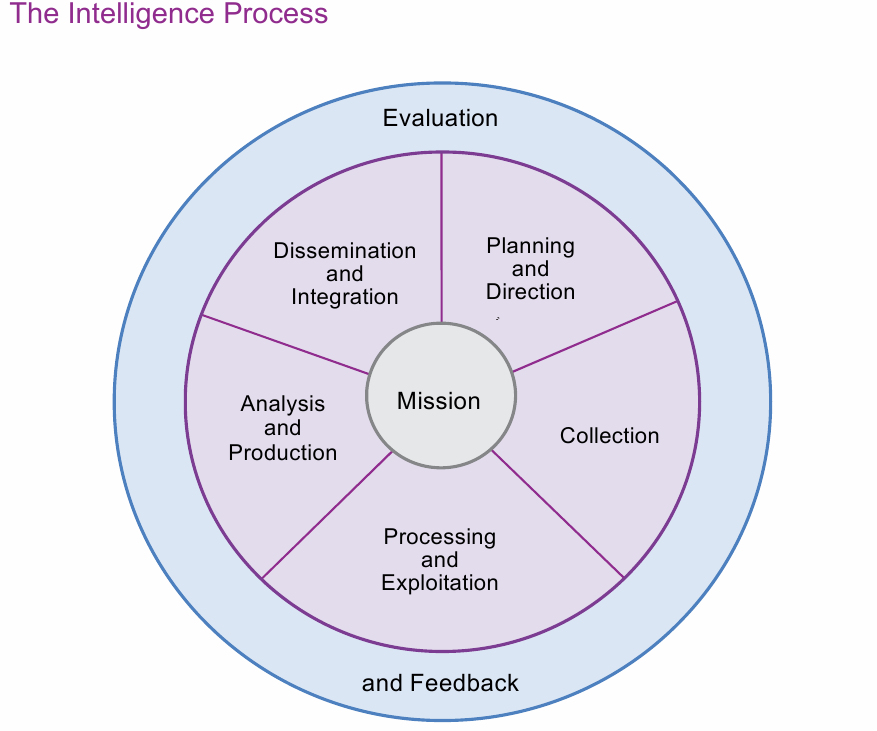 The Intelligence Process
Evaluation
Dissemination
and
Integration
Planning
and
Direction
Analysis
and
Production
Mission
Collection
Processing
and
Exploitation
and Feedback